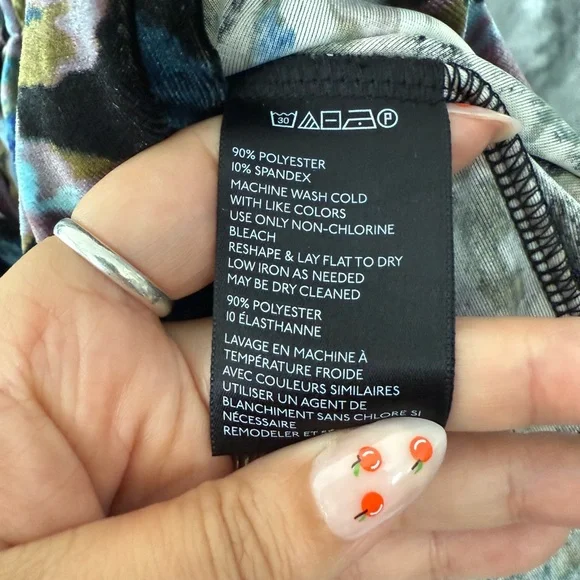 30 P
90% POLYESTER
10% SPANDEX
MACHINE WASH COLD
WITH LIKE COLORS
USE ONLY NON-CHLORINE
BLEACH
RESHAPE & LAY FLAT TO DRY
LOW IRON AS NEEDED
MAY BE DRY CLEANED
90% POLYESTER
10 ÉLASTHANNE
LAVAGE EN MACHINE À
TEMPÉRATURE FROIDE
AVEC COULEURS SIMILAIRES
UTILISER UN AGENT DE
BLANCHIMENT SANS CHLORE SI
NÉCESSAIRE
REMODELER ET